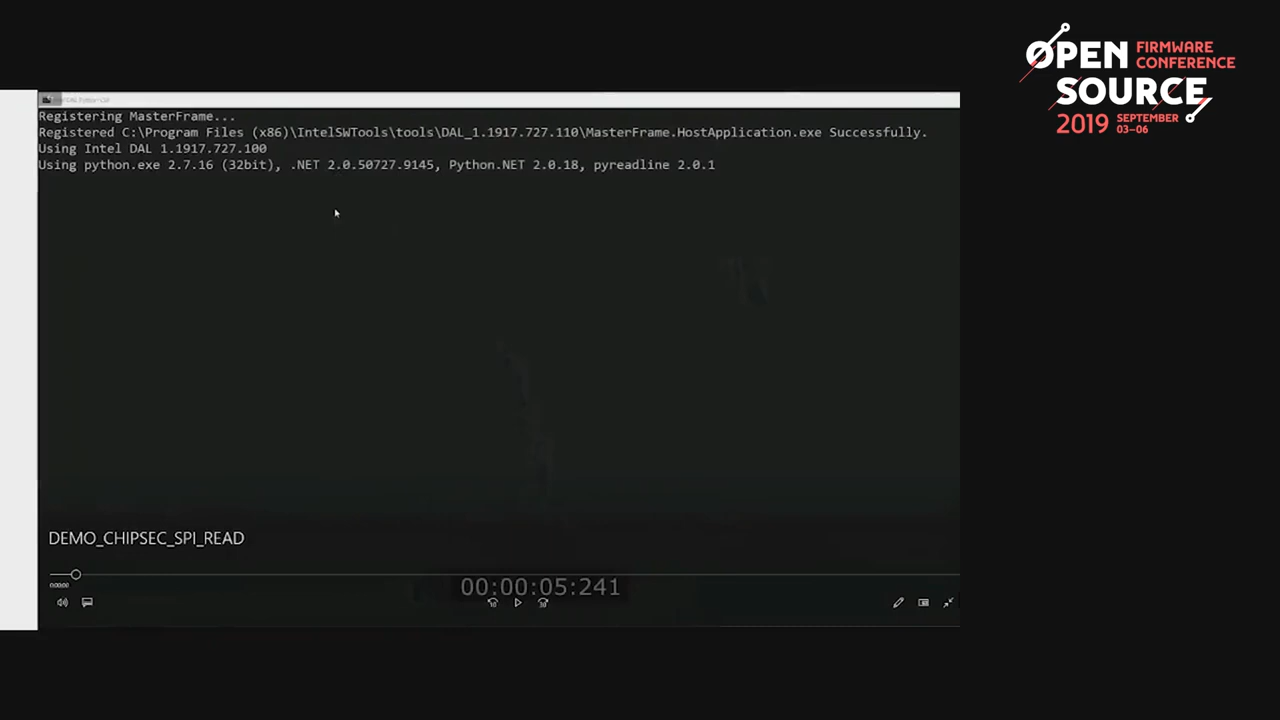 OPEN FIRMWARE
CONFERENCE
SOURCE
2019 SEPTEMBER
03–06
Registering MasterFrame...
Registered C:\Program Files (x86)\IntelSWTools\tools\DAL_1.1917.727.110\MasterFrame.HostApplication.exe Successfully.
Using Intel DAL 1.1917.727.100
Using python.exe 2.7.16 (32bit), .NET 2.0.50727.9145, Python.NET 2.0.18, pyreadline 2.0.1
DEMO_CHIPSEC_SPI_READ
00:00:05:241
10 30